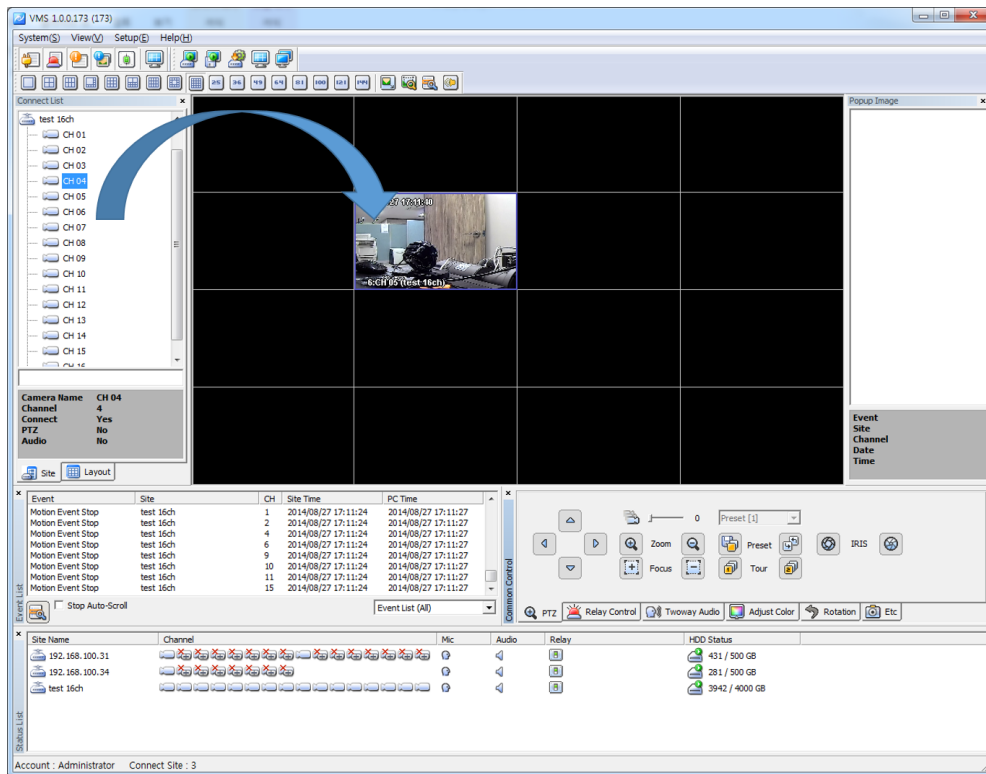 VMS 1.0.0.173 (173)
System(S) View(V) Setup(E) Help(H)
25 36 49 64 81 100 121 144
Connect List
test 16ch
CH 01
CH 02
CH 03
CH 04
CH 05
CH 06
CH 07
CH 08
CH 09
CH 10
CH 11
CH 12
CH 13
CH 14
CH 15
CH 16
Camera Name CH 04
Channel 4
Connect Yes
PTZ No
Audio No
Site Layout
27 17:11:40
6:CH 05 (test 16ch)
Popup Image
Event
Site
Channel
Date
Time
Event List
Event Site CH Site Time PC Time
Motion Event Stop test 16ch 1 2014/08/27 17:11:24 2014/08/27 17:11:27
Motion Event Stop test 16ch 2 2014/08/27 17:11:24 2014/08/27 17:11:27
Motion Event Stop test 16ch 4 2014/08/27 17:11:24 2014/08/27 17:11:27
Motion Event Stop test 16ch 6 2014/08/27 17:11:24 2014/08/27 17:11:27
Motion Event Stop test 16ch 9 2014/08/27 17:11:24 2014/08/27 17:11:27
Motion Event Stop test 16ch 10 2014/08/27 17:11:24 2014/08/27 17:11:27
Motion Event Stop test 16ch 11 2014/08/27 17:11:24 2014/08/27 17:11:27
Motion Event Stop test 16ch 15 2014/08/27 17:11:24 2014/08/27 17:11:27
Stop Auto-Scroll Event List (All)
Common Control
0 Preset [1]
Zoom Preset IRIS
Focus Tour
PTZ Relay Control Twoway Audio Adjust Color Rotation Etc
Status List
Site Name Channel Mic Audio Relay HDD Status
192.168.100.31 431 / 500 GB
192.168.100.34 281 / 500 GB
test 16ch 3942 / 4000 GB
Account : Administrator Connect Site : 3